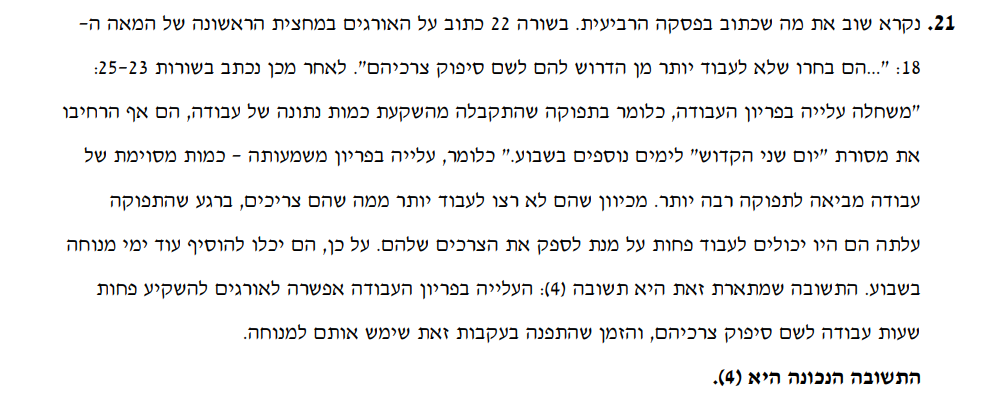 21. נקרא שוב את מה שכתוב בפסקה הרביעית. בשורה 22 כתוב על האורגים במחצית הראשונה של המאה ה-
18: "...הם בחרו שלא לעבוד יותר מן הדרוש להם לשם סיפוק צרכיהם". לאחר מכן נכתב בשורות 23-25:
"משחלה עלייה בפריון העבודה, כלומר בתפוקה שהתקבלה מהשקעת כמות נתונה של עבודה, הם אף הרחיבו
את מסורת "יום שני הקדוש" לימים נוספים בשבוע." כלומר, עלייה בפריון משמעותה - כמות מסוימת של
עבודה מביאה לתפוקה רבה יותר. מכיוון שהם לא רצו לעבוד יותר ממה שהם צריכים, ברגע שהתפוקה
עלתה הם היו יכולים לעבוד פחות על מנת לספק את הצרכים שלהם. על כן, הם יכלו להוסיף עוד ימי מנוחה
בשבוע. התשובה שמתארת זאת היא תשובה (4): העלייה בפריון העבודה אפשרה לאורגים להשקיע פחות
שעות עבודה לשם סיפוק צרכיהם, והזמן שהתפנה בעקבות זאת שימש אותם למנוחה.
התשובה הנכונה היא (4).